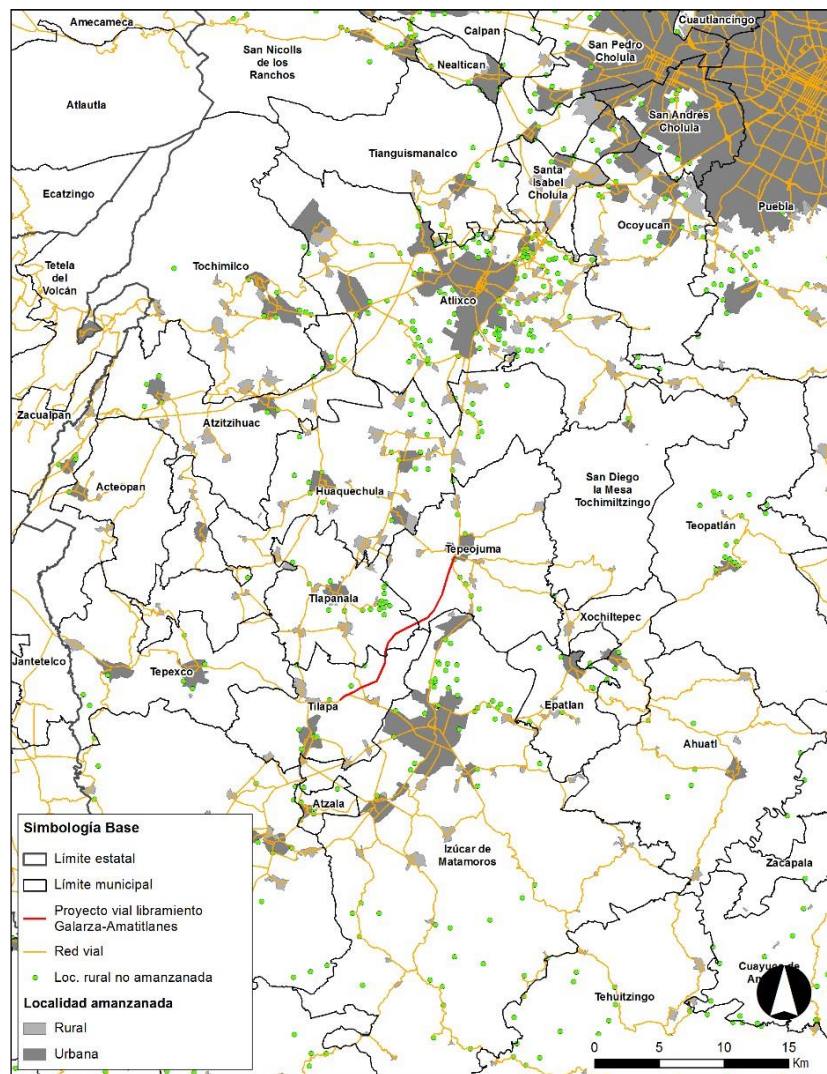 Amecameca
Calpan
Cuautlancingo
San Nicolls
de los
Ranchos
Nealtican
San Pedro
Cholula
Atlautla
San Andrés
Cholula
Tianguismanalco
Santa
Isabel
Cholula
Ecatzingo
Puebla
Ocoyucan
Tetela
del
Volcán
Tochimilco
Atlixco
Zacualpan
Atzitzihuac
Acteopan
Huaquechula
San Diego
la Mesa
Tochimiltzingo
Teopatlán
Tepeojuma
Tlapanala
Xochiltepec
Jantetelco
Tepexco
Tilapa
Epatlan
Ahuatl
Atzala
Izúcar de
Matamoros
Zacapala
Cuayuca de
Tehuitzingo
Simbología Base
Límite estatal
Límite municipal
Proyecto vial libramiento
Galarza-Amatitlanes
Red vial
Loc. rural no amanzanada
Localidad amanzanada
Rural
Urbana
0 5 10 15
Km